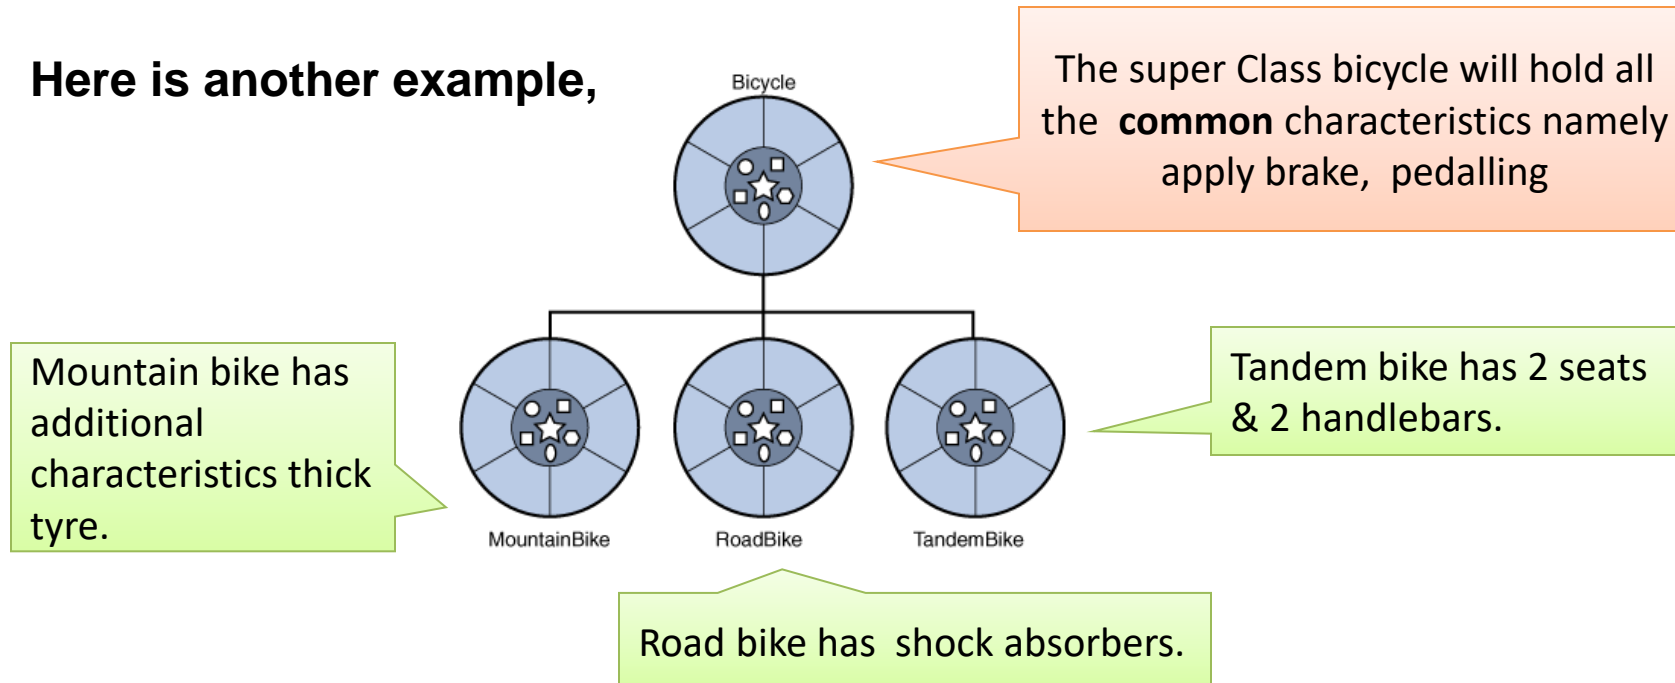 Here is another example,
Bicycle
The super Class bicycle will hold all
the common characteristics namely
apply brake, pedalling
Mountain bike has
additional
characteristics thick
tyre.
Tandem bike has 2 seats
& 2 handlebars.
MountainBike
RoadBike
TandemBike
Road bike has shock absorbers.